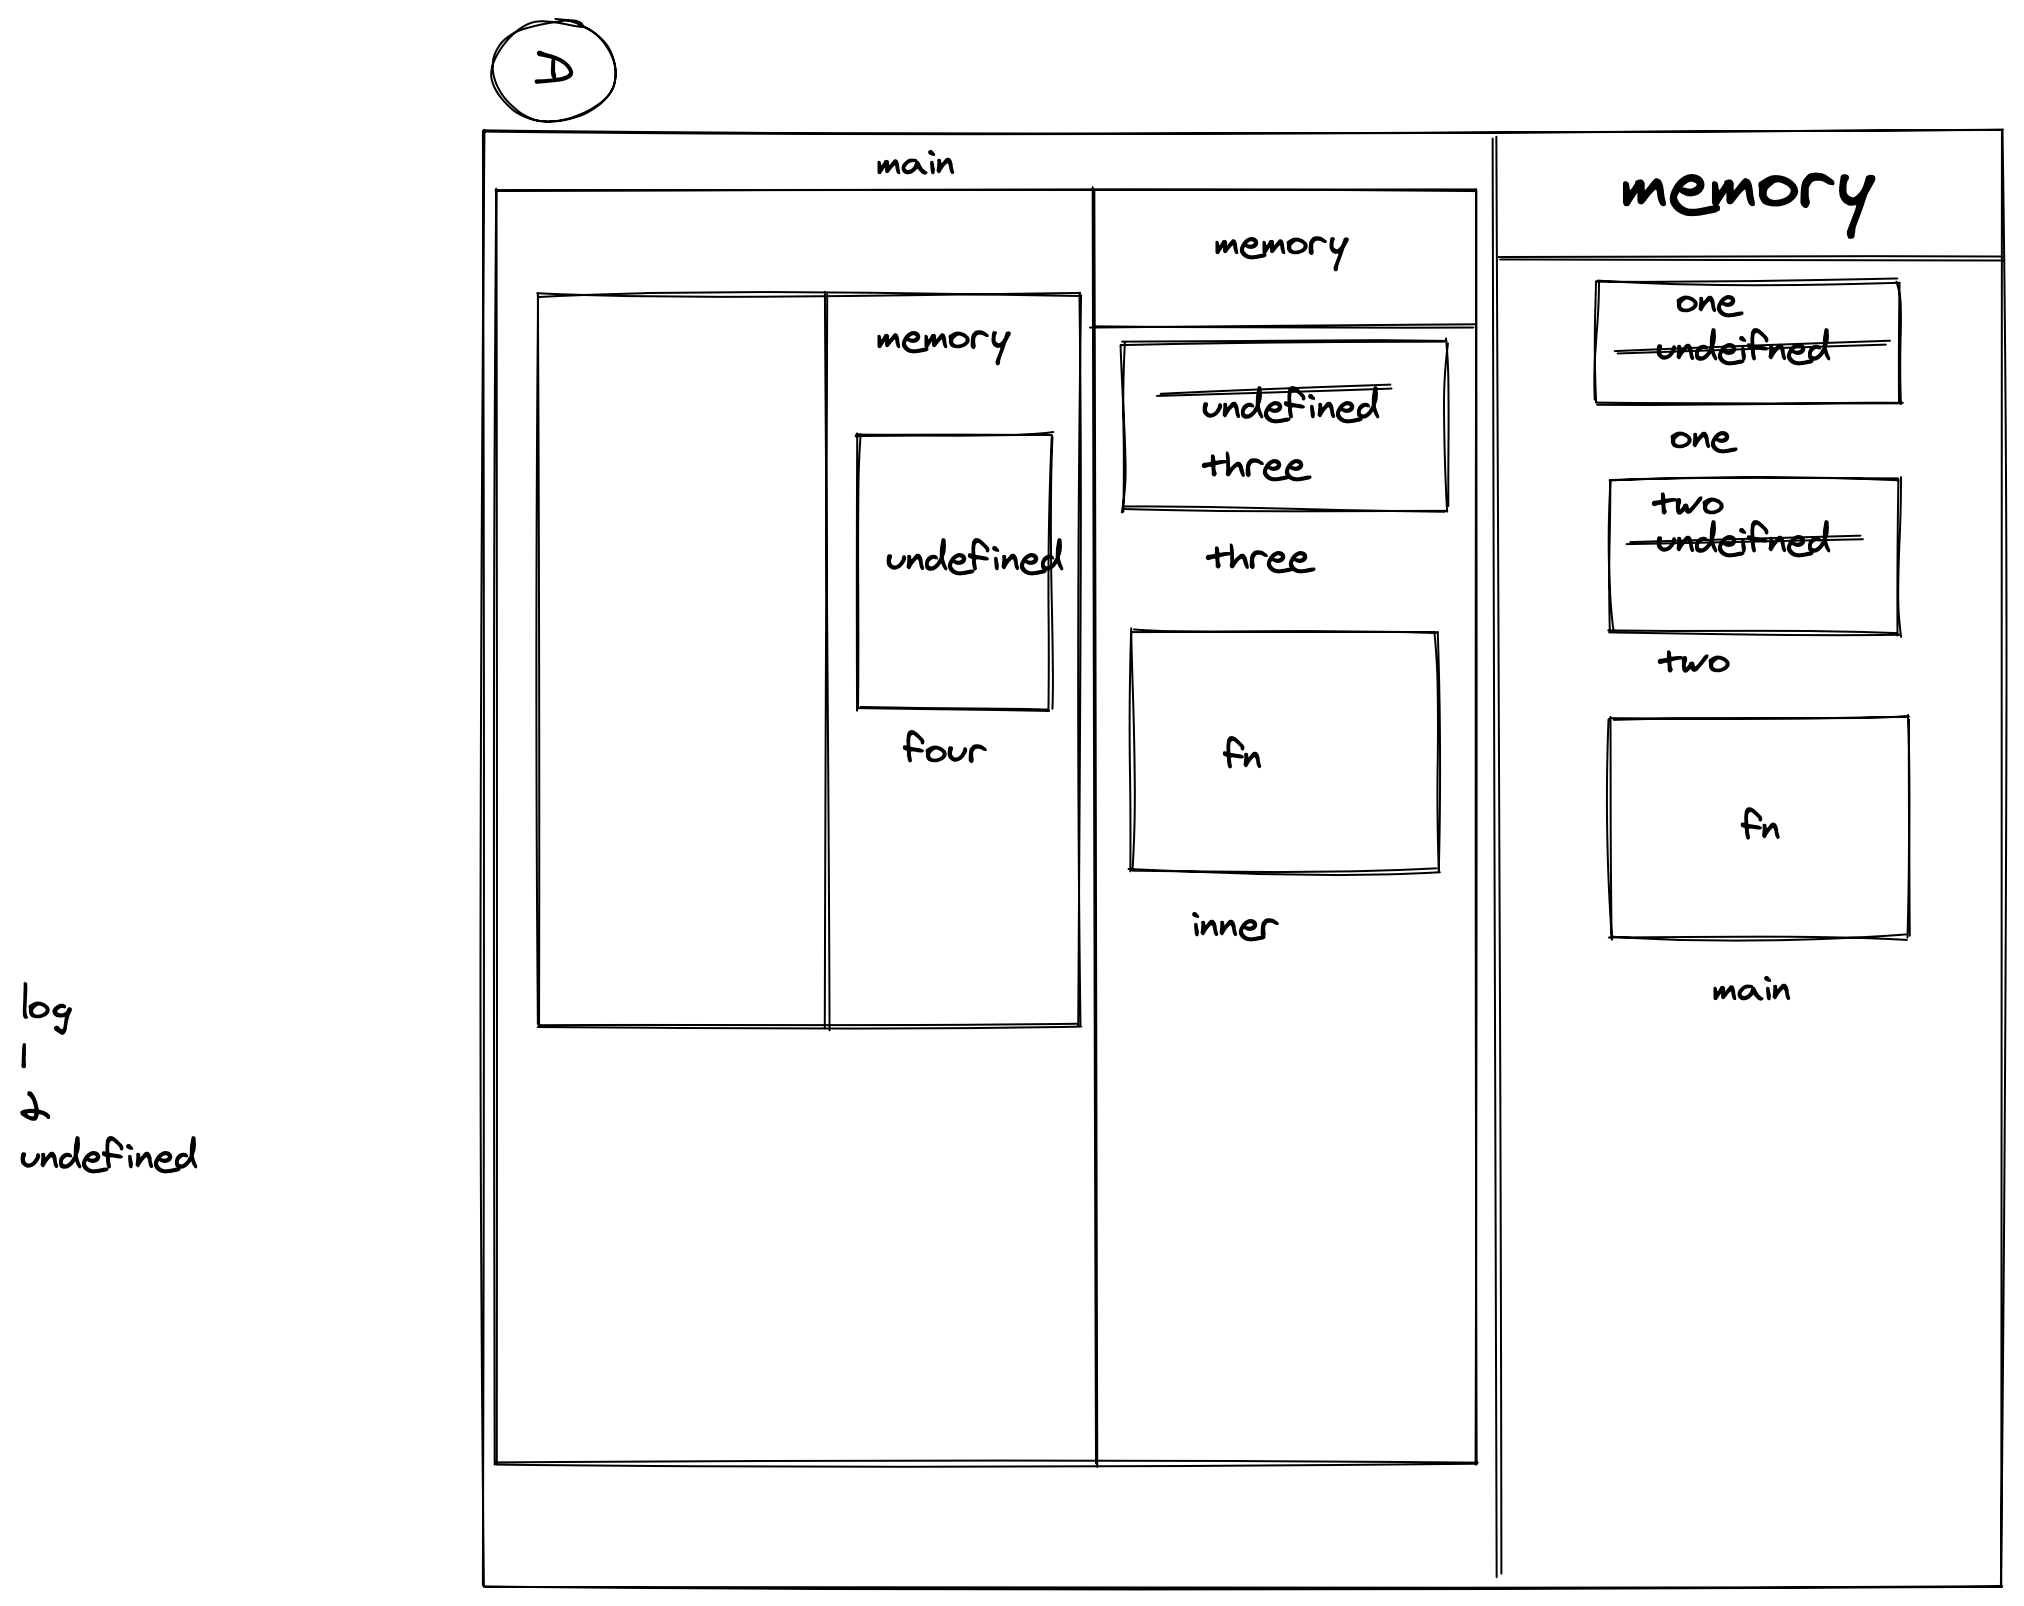 D
main
memory
memory
one
undeifned
one
two
undeifned
two
fn
main
memory
undefined
three
three
fn
inner
undefined
four
log
1
2
undefined